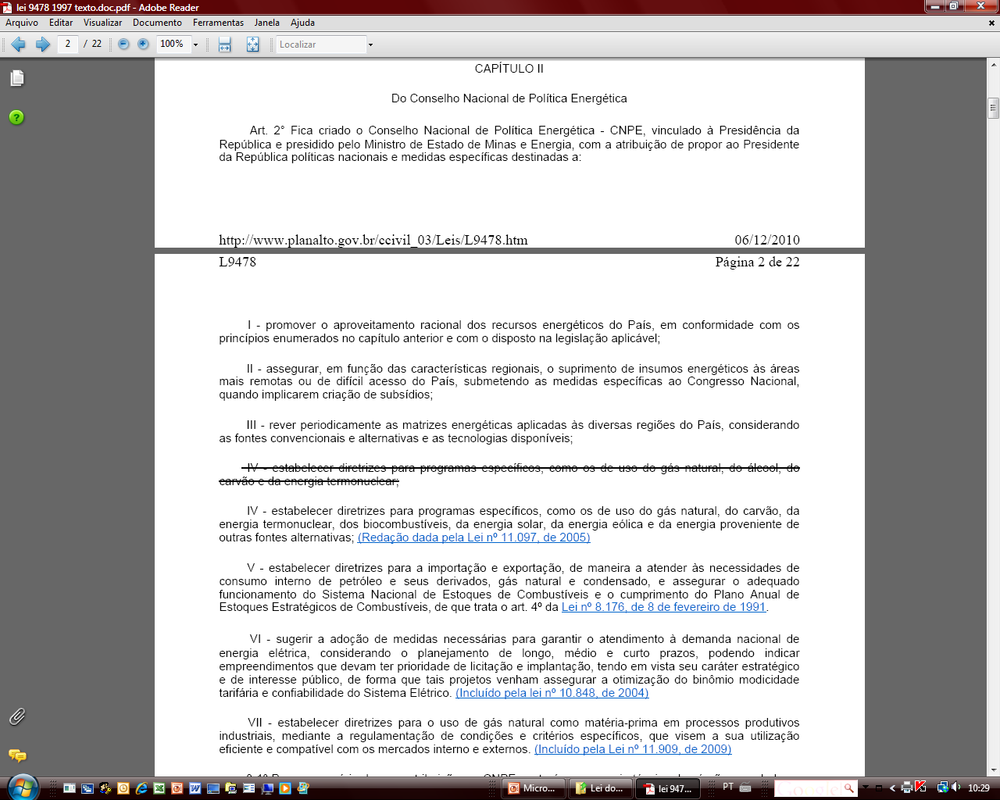 lei 9478 1997 texto.doc.pdf - Adobe Reader
Arquivo Editar Visualizar Documento Ferramentas Janela Ajuda
2 / 22 100% Localizar
CAPÍTULO II
Do Conselho Nacional de Política Energética
Art. 2° Fica criado o Conselho Nacional de Política Energética - CNPE, vinculado à Presidência da
República e presidido pelo Ministro de Estado de Minas e Energia, com a atribuição de propor ao Presidente
da República políticas nacionais e medidas específicas destinadas a:
http://www.planalto.gov.br/ccivil_03/Leis/L9478.htm 06/12/2010
L9478 Página 2 de 22
I - promover o aproveitamento racional dos recursos energéticos do País, em conformidade com os
princípios enumerados no capítulo anterior e com o disposto na legislação aplicável;
II - assegurar, em função das características regionais, o suprimento de insumos energéticos às áreas
mais remotas ou de difícil acesso do País, submetendo as medidas específicas ao Congresso Nacional,
quando implicarem criação de subsídios;
III - rever periodicamente as matrizes energéticas aplicadas às diversas regiões do País, considerando
as fontes convencionais e alternativas e as tecnologias disponíveis;
IV - estabelecer diretrizes para programas específicos, como os de uso do gás natural, do álcool, do
carvão e da energia termonuclear;
IV - estabelecer diretrizes para programas específicos, como os de uso do gás natural, do carvão, da
energia termonuclear, dos biocombustíveis, da energia solar, da energia eólica e da energia proveniente de
outras fontes alternativas; (Redação dada pela Lei nº 11.097, de 2005)
V - estabelecer diretrizes para a importação e exportação, de maneira a atender às necessidades de
consumo interno de petróleo e seus derivados, gás natural e condensado, e assegurar o adequado
funcionamento do Sistema Nacional de Estoques de Combustíveis e o cumprimento do Plano Anual de
Estoques Estratégicos de Combustíveis, de que trata o art. 4º da Lei nº 8.176, de 8 de fevereiro de 1991.
VI - sugerir a adoção de medidas necessárias para garantir o atendimento à demanda nacional de
energia elétrica, considerando o planejamento de longo, médio e curto prazos, podendo indicar
empreendimentos que devam ter prioridade de licitação e implantação, tendo em vista seu caráter estratégico
e de interesse público, de forma que tais projetos venham assegurar a otimização do binômio modicidade
tarifária e confiabilidade do Sistema Elétrico. (Incluído pela lei nº 10.848, de 2004)
VII - estabelecer diretrizes para o uso de gás natural como matéria-prima em processos produtivos
industriais, mediante a regulamentação de condições e critérios específicos, que visem a sua utilização
eficiente e compatível com os mercados interno e externos. (Incluído pela Lei nº 11.909, de 2009)
Micro... Lei do... lei 947... PT 10:29